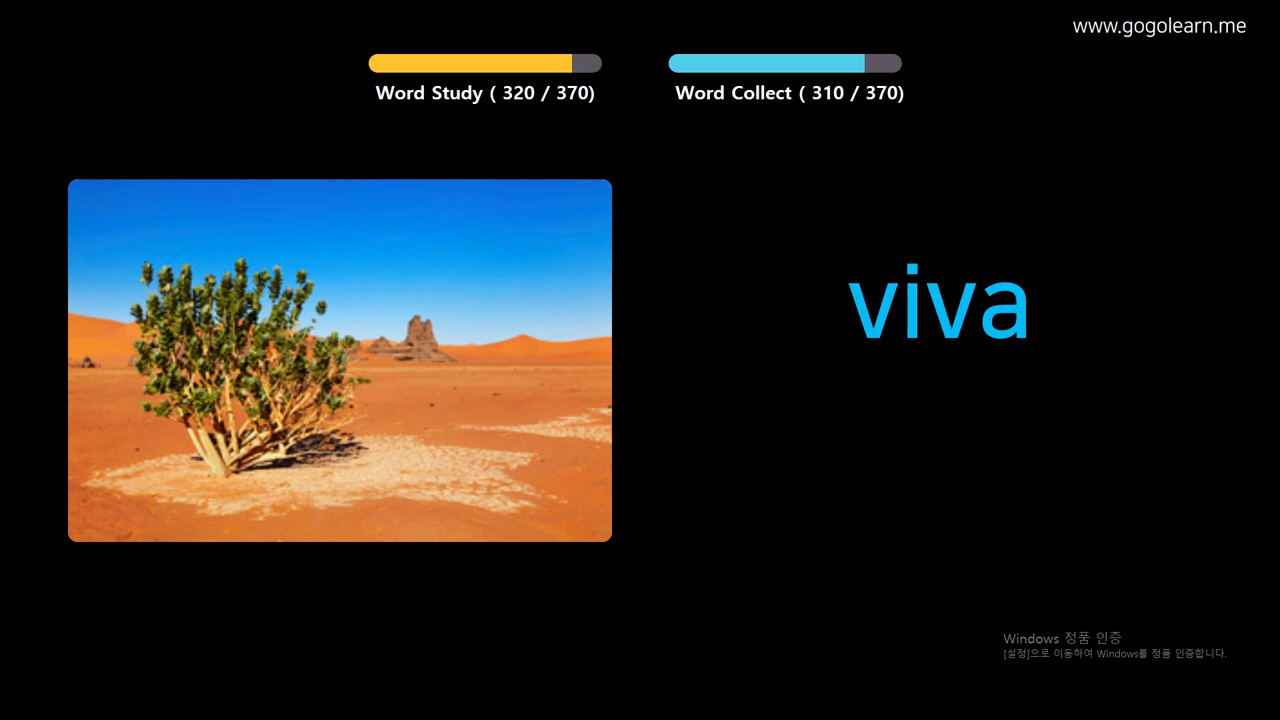 www.gogolearn.me
Word Study ( 320 / 370)
Word Collect ( 310 / 370)
viva
Windows 정품 인증
[설정]으로 이동하여 Windows를 정품 인증합니다.